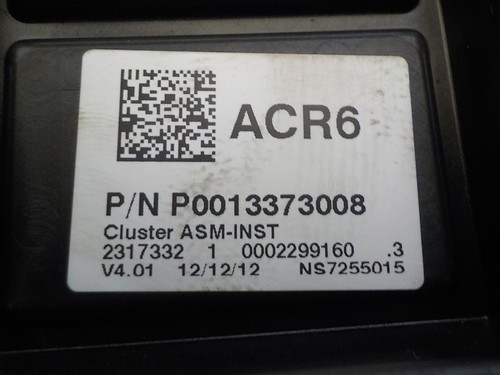 ACR6
P/N P0013373008
Cluster ASM-INST
2317332 1 0002299160 .3
V4.01 12/12/12 NS7255015